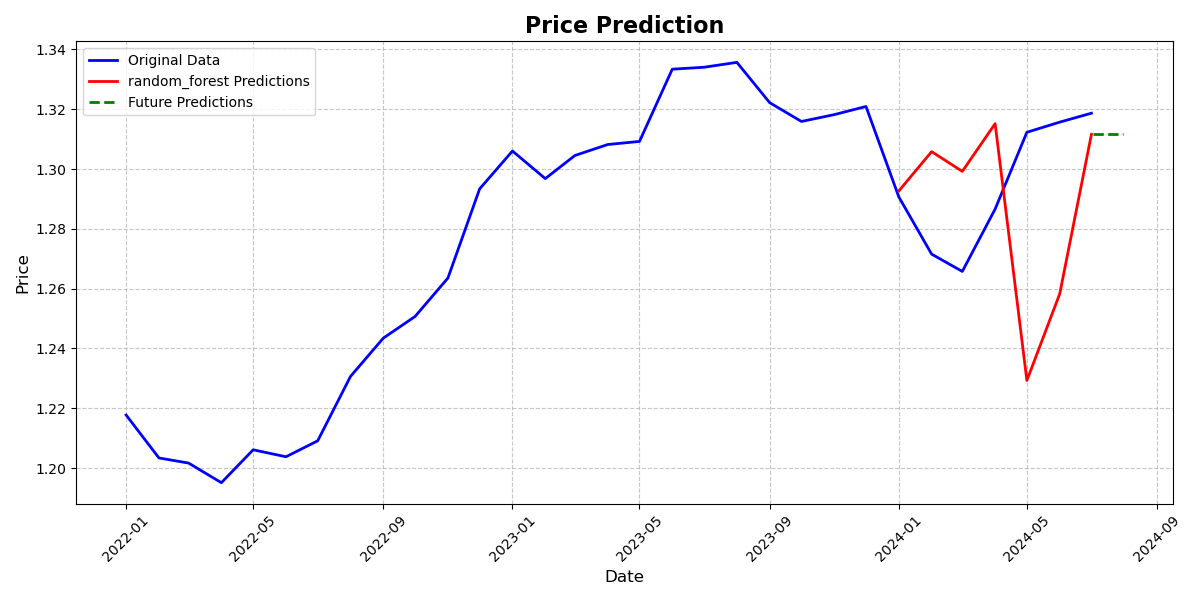 Price Prediction
Original Data
random_forest Predictions
Future Predictions
Price
1.34
1.32
1.30
1.28
1.26
1.24
1.22
1.20
2022-01
2022-05
2022-09
2023-01
2023-05
2023-09
2024-01
2024-05
2024-09
Date